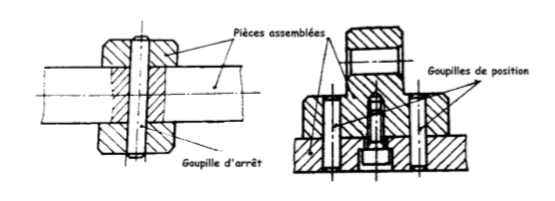 Pièces assemblées
Goupilles de position
Goupille d'arrêt